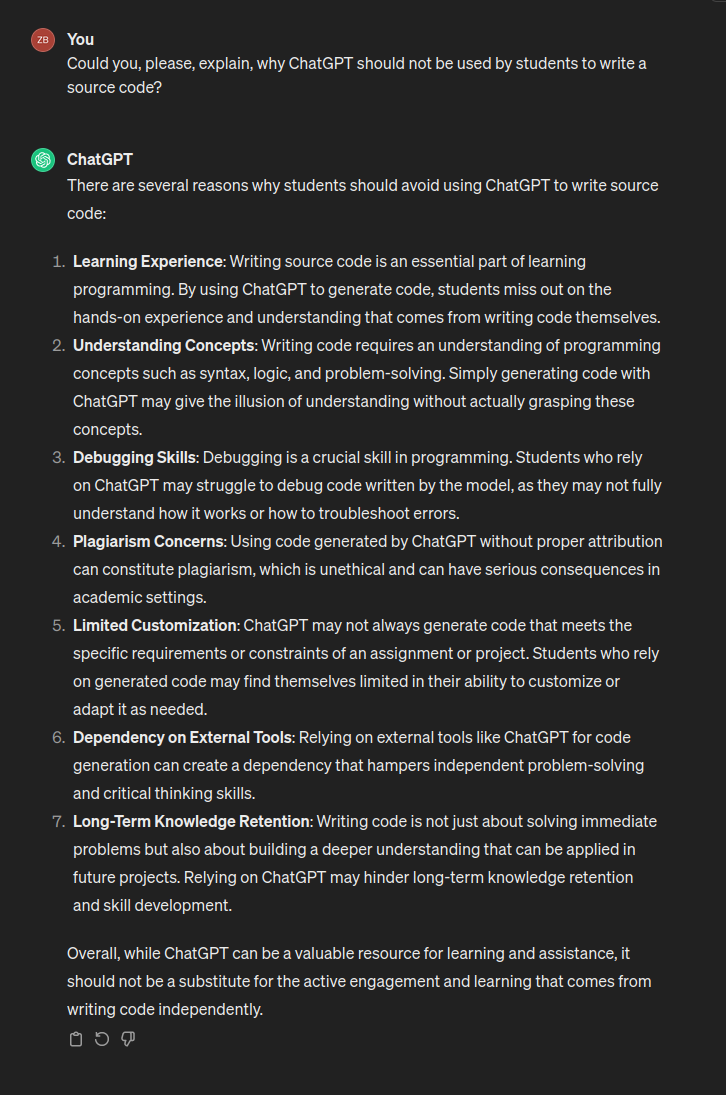 ZB
You
Could you, please, explain, why ChatGPT should not be used by students to write a
source code?
ChatGPT
There are several reasons why students should avoid using ChatGPT to write source
code:
1. Learning Experience: Writing source code is an essential part of learning
programming. By using ChatGPT to generate code, students miss out on the
hands-on experience and understanding that comes from writing code themselves.
2. Understanding Concepts: Writing code requires an understanding of programming
concepts such as syntax, logic, and problem-solving. Simply generating code with
ChatGPT may give the illusion of understanding without actually grasping these
concepts.
3. Debugging Skills: Debugging is a crucial skill in programming. Students who rely
on ChatGPT may struggle to debug code written by the model, as they may not fully
understand how it works or how to troubleshoot errors.
4. Plagiarism Concerns: Using code generated by ChatGPT without proper attribution
can constitute plagiarism, which is unethical and can have serious consequences in
academic settings.
5. Limited Customization: ChatGPT may not always generate code that meets the
specific requirements or constraints of an assignment or project. Students who rely
on generated code may find themselves limited in their ability to customize or
adapt it as needed.
6. Dependency on External Tools: Relying on external tools like ChatGPT for code
generation can create a dependency that hampers independent problem-solving
and critical thinking skills.
7. Long-Term Knowledge Retention: Writing code is not just about solving immediate
problems but also about building a deeper understanding that can be applied in
future projects. Relying on ChatGPT may hinder long-term knowledge retention
and skill development.
Overall, while ChatGPT can be a valuable resource for learning and assistance, it
should not be a substitute for the active engagement and learning that comes from
writing code independently.